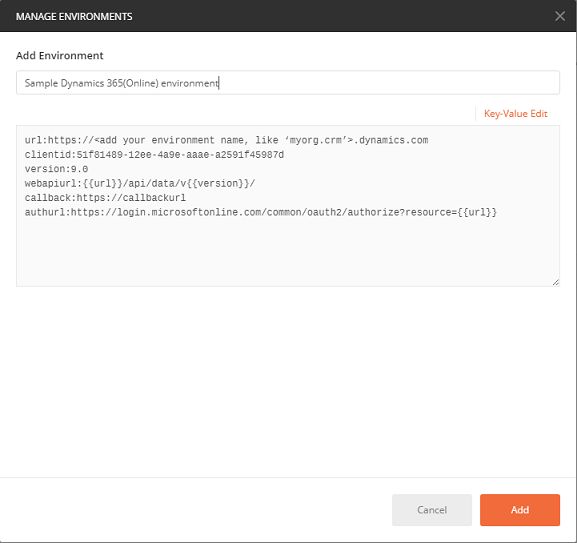 MANAGE ENVIRONMENTS
Add Environment
Sample Dynamics 365(Online) environment
Key-Value Edit
url:https://<add your environment name, like ‘myorg.crm’>.dynamics.com
clientid:51f81489-12ee-4a9e-aaae-a2591f45987d
version:9.0
webapiurl:{{url}}/api/data/v{{version}}/
callback:https://callbackurl
authurl:https://login.microsoftonline.com/common/oauth2/authorize?resource={{url}}
Cancel
Add